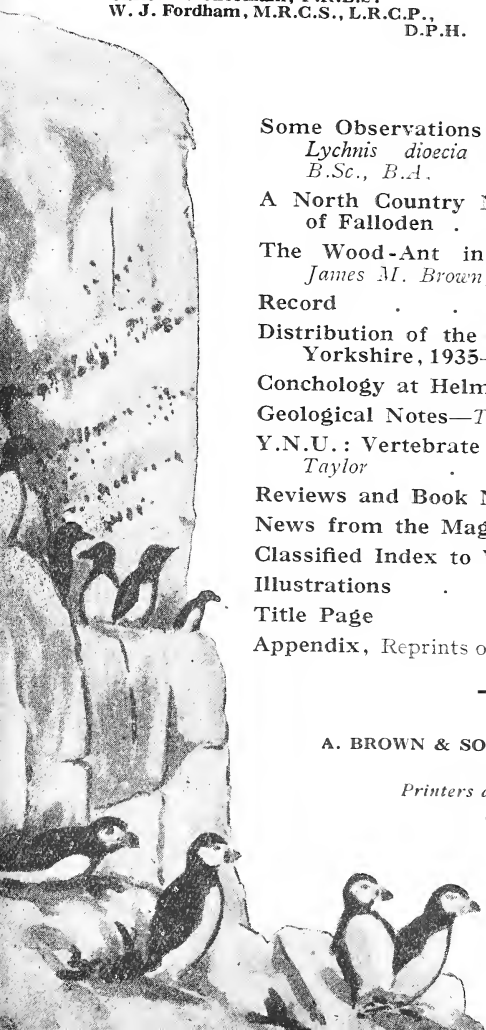 W. J. Fordham, M.R.C.S., L.R.C.P.,
D.P.H.
Some Observations
Lychnis dioecia
B.Sc., B.A.
A North Country
of Falloden .
The Wood-Ant in
James M. Brown
Record . .
Distribution of the
Yorkshire, 1935-
Conchology at Helm
Geological Notes—T
Y.N.U.: Vertebrate
Taylor .
Reviews and Book N
News from the Mag
Classified Index to
Illustrations .
Title Page
Appendix, Reprints o
A. BROWN & SO
Printers